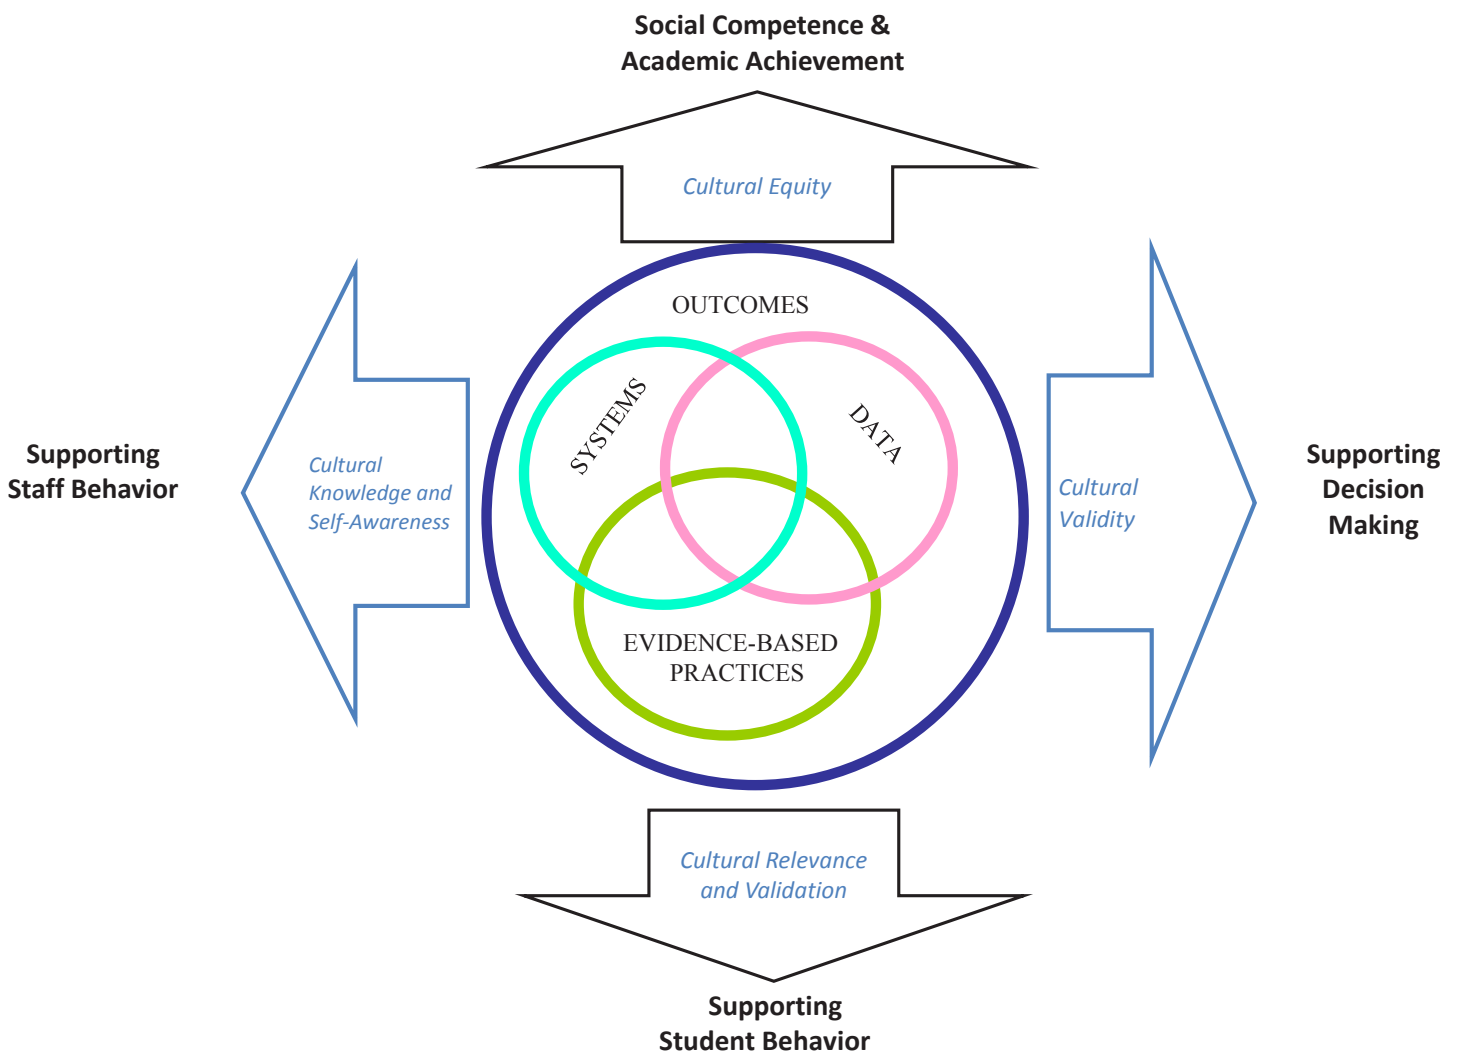 Social Competence &
Academic Achievement
Cultural Equity
OUTCOMES
SYSTEMS
DATA
Supporting
Staff Behavior
Cultural
Knowledge and
Self-Awareness
Cultural
Validity
Supporting
Decision
Making
EVIDENCE-BASED
PRACTICES
Cultural Relevance
and Validation
Supporting
Student Behavior